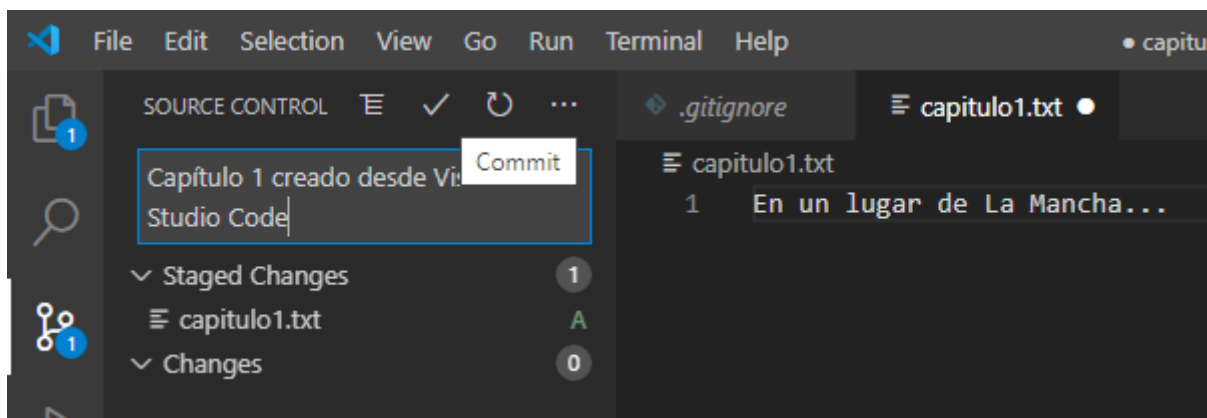 File Edit Selection View Go Run Terminal Help ● capitu
SOURCE CONTROL
Commit
Capítulo 1 creado desde Vis
Studio Code
Staged Changes 1
capitulo1.txt A
Changes 0
.gitignore capitulo1.txt ●
capitulo1.txt
1 En un lugar de La Mancha...
1
1